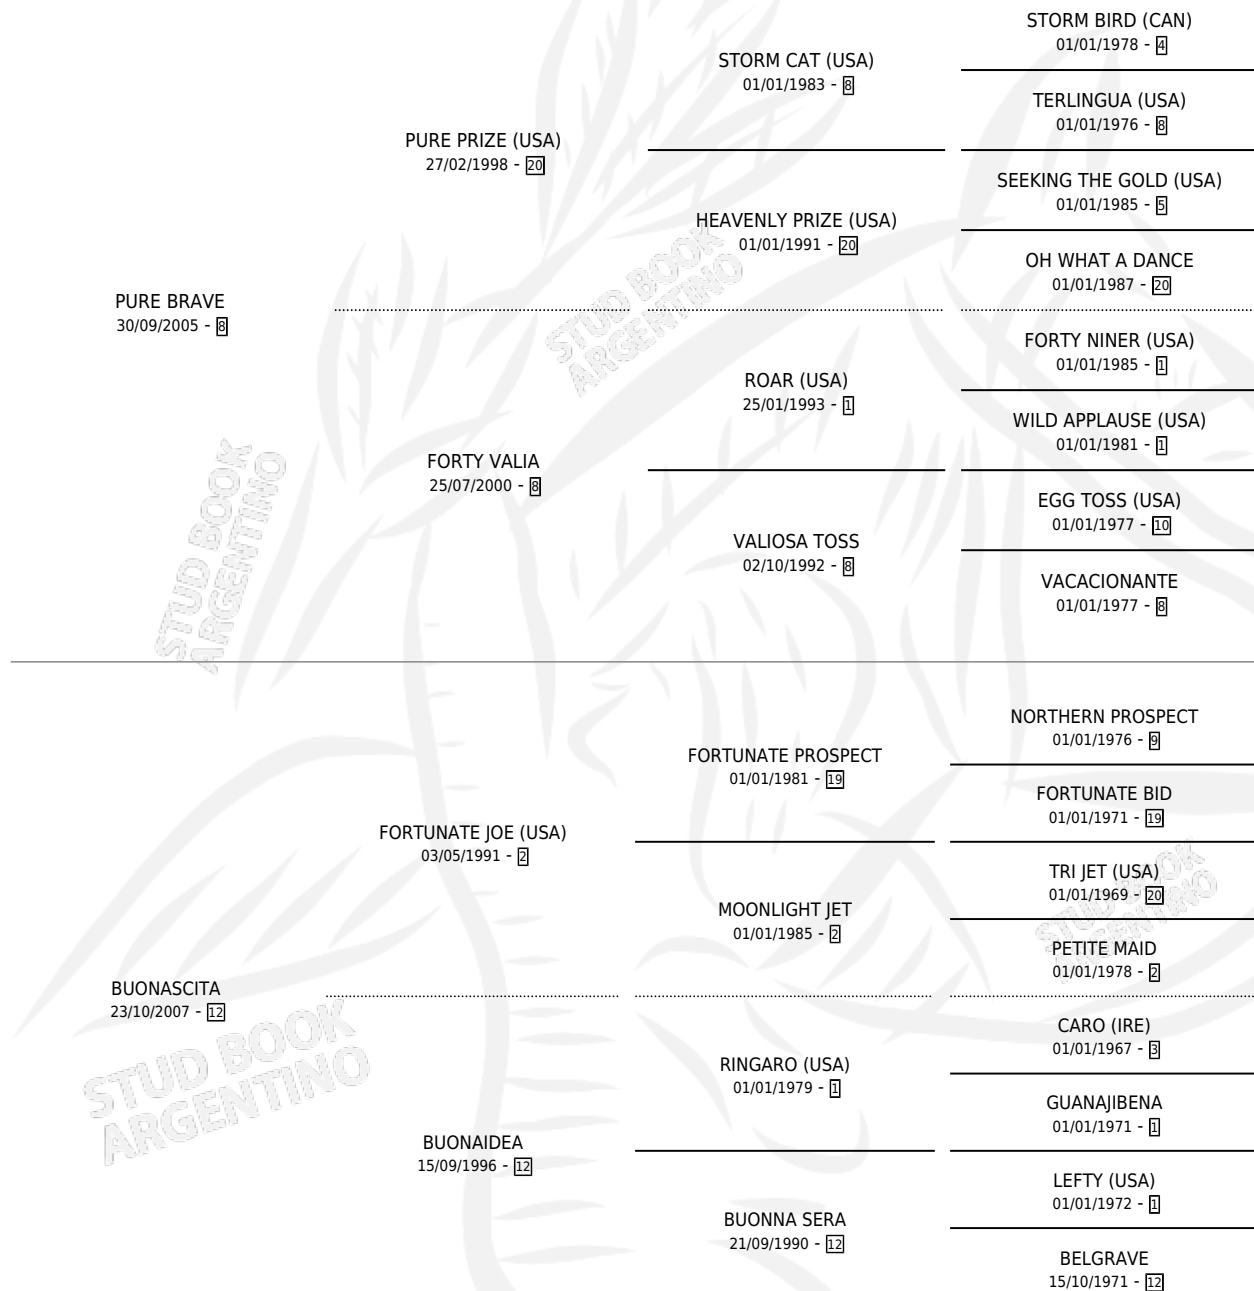 STORM BIRD (CAN)
01/01/1978 - 4
STORM CAT (USA)
01/01/1983 - 8
TERLINGUA (USA)
01/01/1976 - 8
PURE PRIZE (USA)
27/02/1998 - 20
SEEKING THE GOLD (USA)
01/01/1985 - 5
HEAVENLY PRIZE (USA)
01/01/1991 - 20
OH WHAT A DANCE
01/01/1987 - 20
PURE BRAVE
30/09/2005 - 8
STUD BOOK
ARGENTINO
FORTY NINER (USA)
01/01/1985 - 1
ROAR (USA)
25/01/1993 - 1
WILD APPLAUSE (USA)
01/01/1981 - 1
FORTY VALIA
25/07/2000 - 8
EGG TOSS (USA)
01/01/1977 - 10
VALIOSA TOSS
02/10/1992 - 8
VACACIONANTE
01/01/1977 - 8
STUD BOOK
ARGENTINO
NORTHERN PROSPECT
01/01/1976 - 9
FORTUNATE PROSPECT
01/01/1981 - 19
FORTUNATE BID
01/01/1971 - 19
FORTUNATE JOE (USA)
03/05/1991 - 2
TRI JET (USA)
01/01/1969 - 20
MOONLIGHT JET
01/01/1985 - 2
STUD BOOK
ARGENTINO
PETITE MAID
01/01/1978 - 2
BUONASCITA
23/10/2007 - 12
CARO (IRE)
01/01/1967 - 3
RINGARO (USA)
01/01/1979 - 1
STUD BOOK
ARGENTINO
GUANAJIBENA
01/01/1971 - 1
BUONAIDEA
15/09/1996 - 12
LEFTY (USA)
01/01/1972 - 1
BUONNA SERA
21/09/1990 - 12
BELGRAVE
15/10/1971 - 12